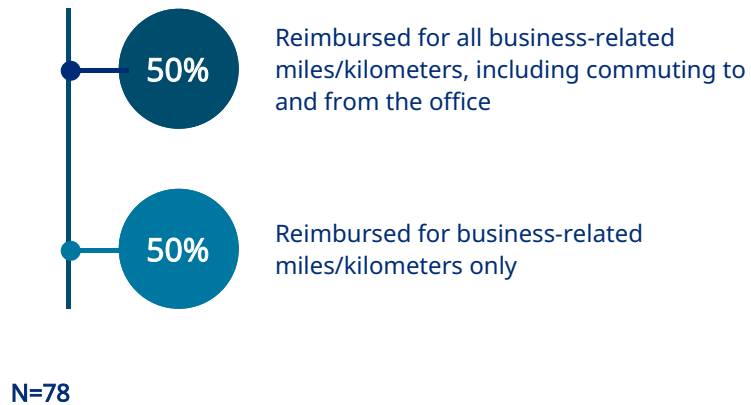 50%
Reimbursed for all business-related
miles/kilometers, including commuting to
and from the office
50%
Reimbursed for business-related
miles/kilometers only
N=78